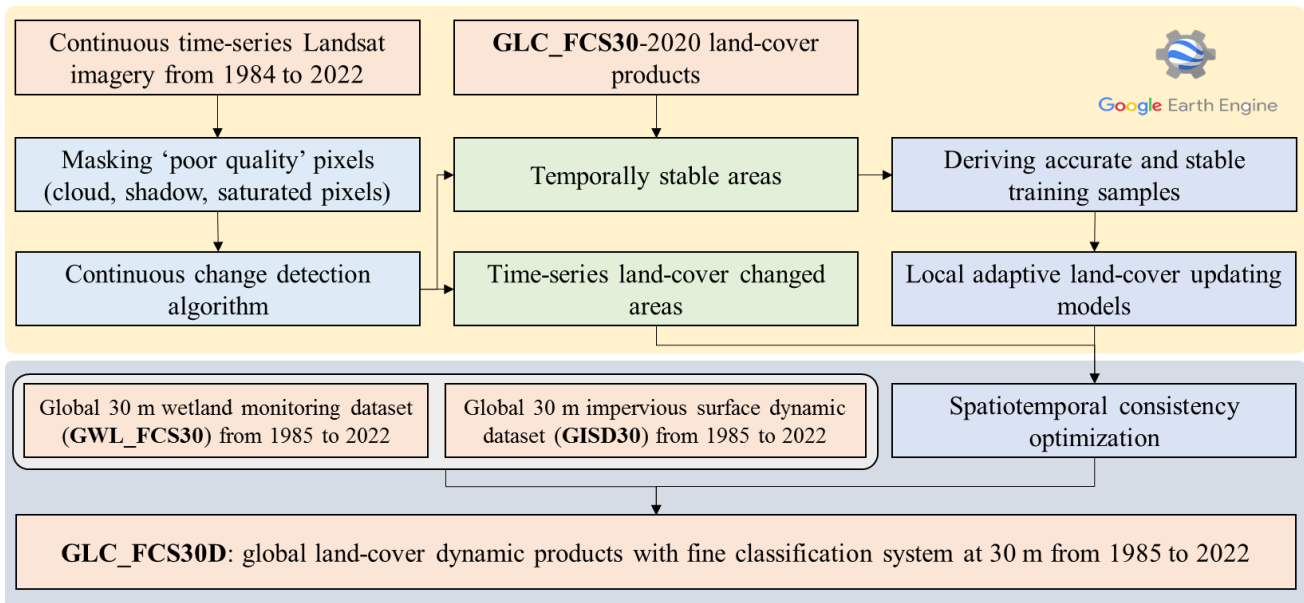 Continuous time-series Landsat
imagery from 1984 to 2022
GLC_FCS30-2020 land-cover
products
Google Earth Engine
Masking ‘poor quality’ pixels
(cloud, shadow, saturated pixels)
Temporally stable areas
Deriving accurate and stable
training samples
Continuous change detection
algorithm
Time-series land-cover changed
areas
Local adaptive land-cover updating
models
Global 30 m wetland monitoring dataset
(GWL_FCS30) from 1985 to 2022
Global 30 m impervious surface dynamic
dataset (GISD30) from 1985 to 2022
Spatiotemporal consistency
optimization
GLC_FCS30D: global land-cover dynamic products with fine classification system at 30 m from 1985 to 2022